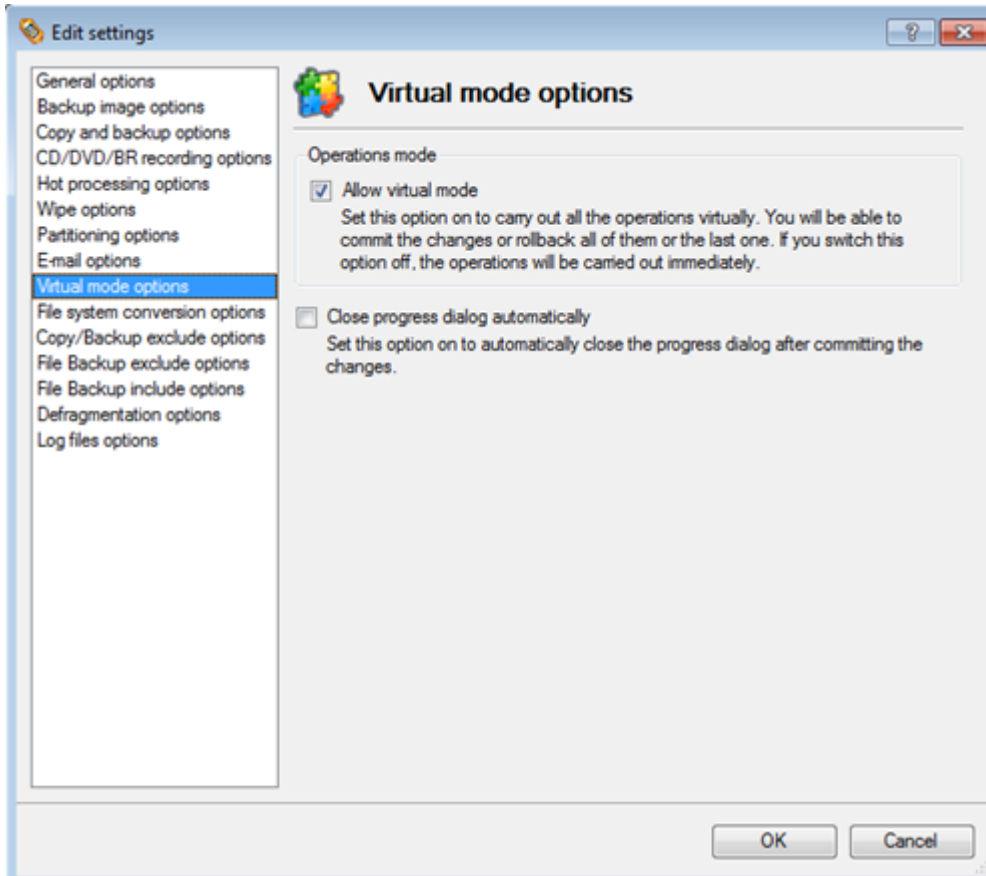 Edit settings
General options
Backup image options
Copy and backup options
CD/DVD/BR recording options
Hot processing options
Wipe options
Partitioning options
E-mail options
Virtual mode options
File system conversion options
Copy/Backup exclude options
File Backup exclude options
File Backup include options
Defragmentation options
Log files options
Virtual mode options
Operations mode
Allow virtual mode
Set this option on to carry out all the operations virtually. You will be able to
commit the changes or rollback all of them or the last one. If you switch this
option off, the operations will be carried out immediately.
Close progress dialog automatically
Set this option on to automatically close the progress dialog after committing the
changes.
OK
Cancel